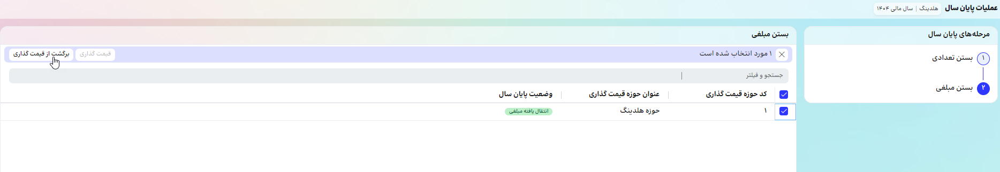 عملیات پایان سال هلدینگ | سال مالی ۱۴۰۴
مرحله‌های پایان سال
۱ بستن تعدادی
۲ بستن مبلغی
بستن مبلغی
۱ مورد انتخاب شده است قیمت گذاری برگشت از قیمت گذاری
جستجو و فیلتر
کد حوزه قیمت گذاری عنوان حوزه قیمت گذاری وضعیت پایان سال
۱ حوزه هلدینگ انتقال یافته مبلغی